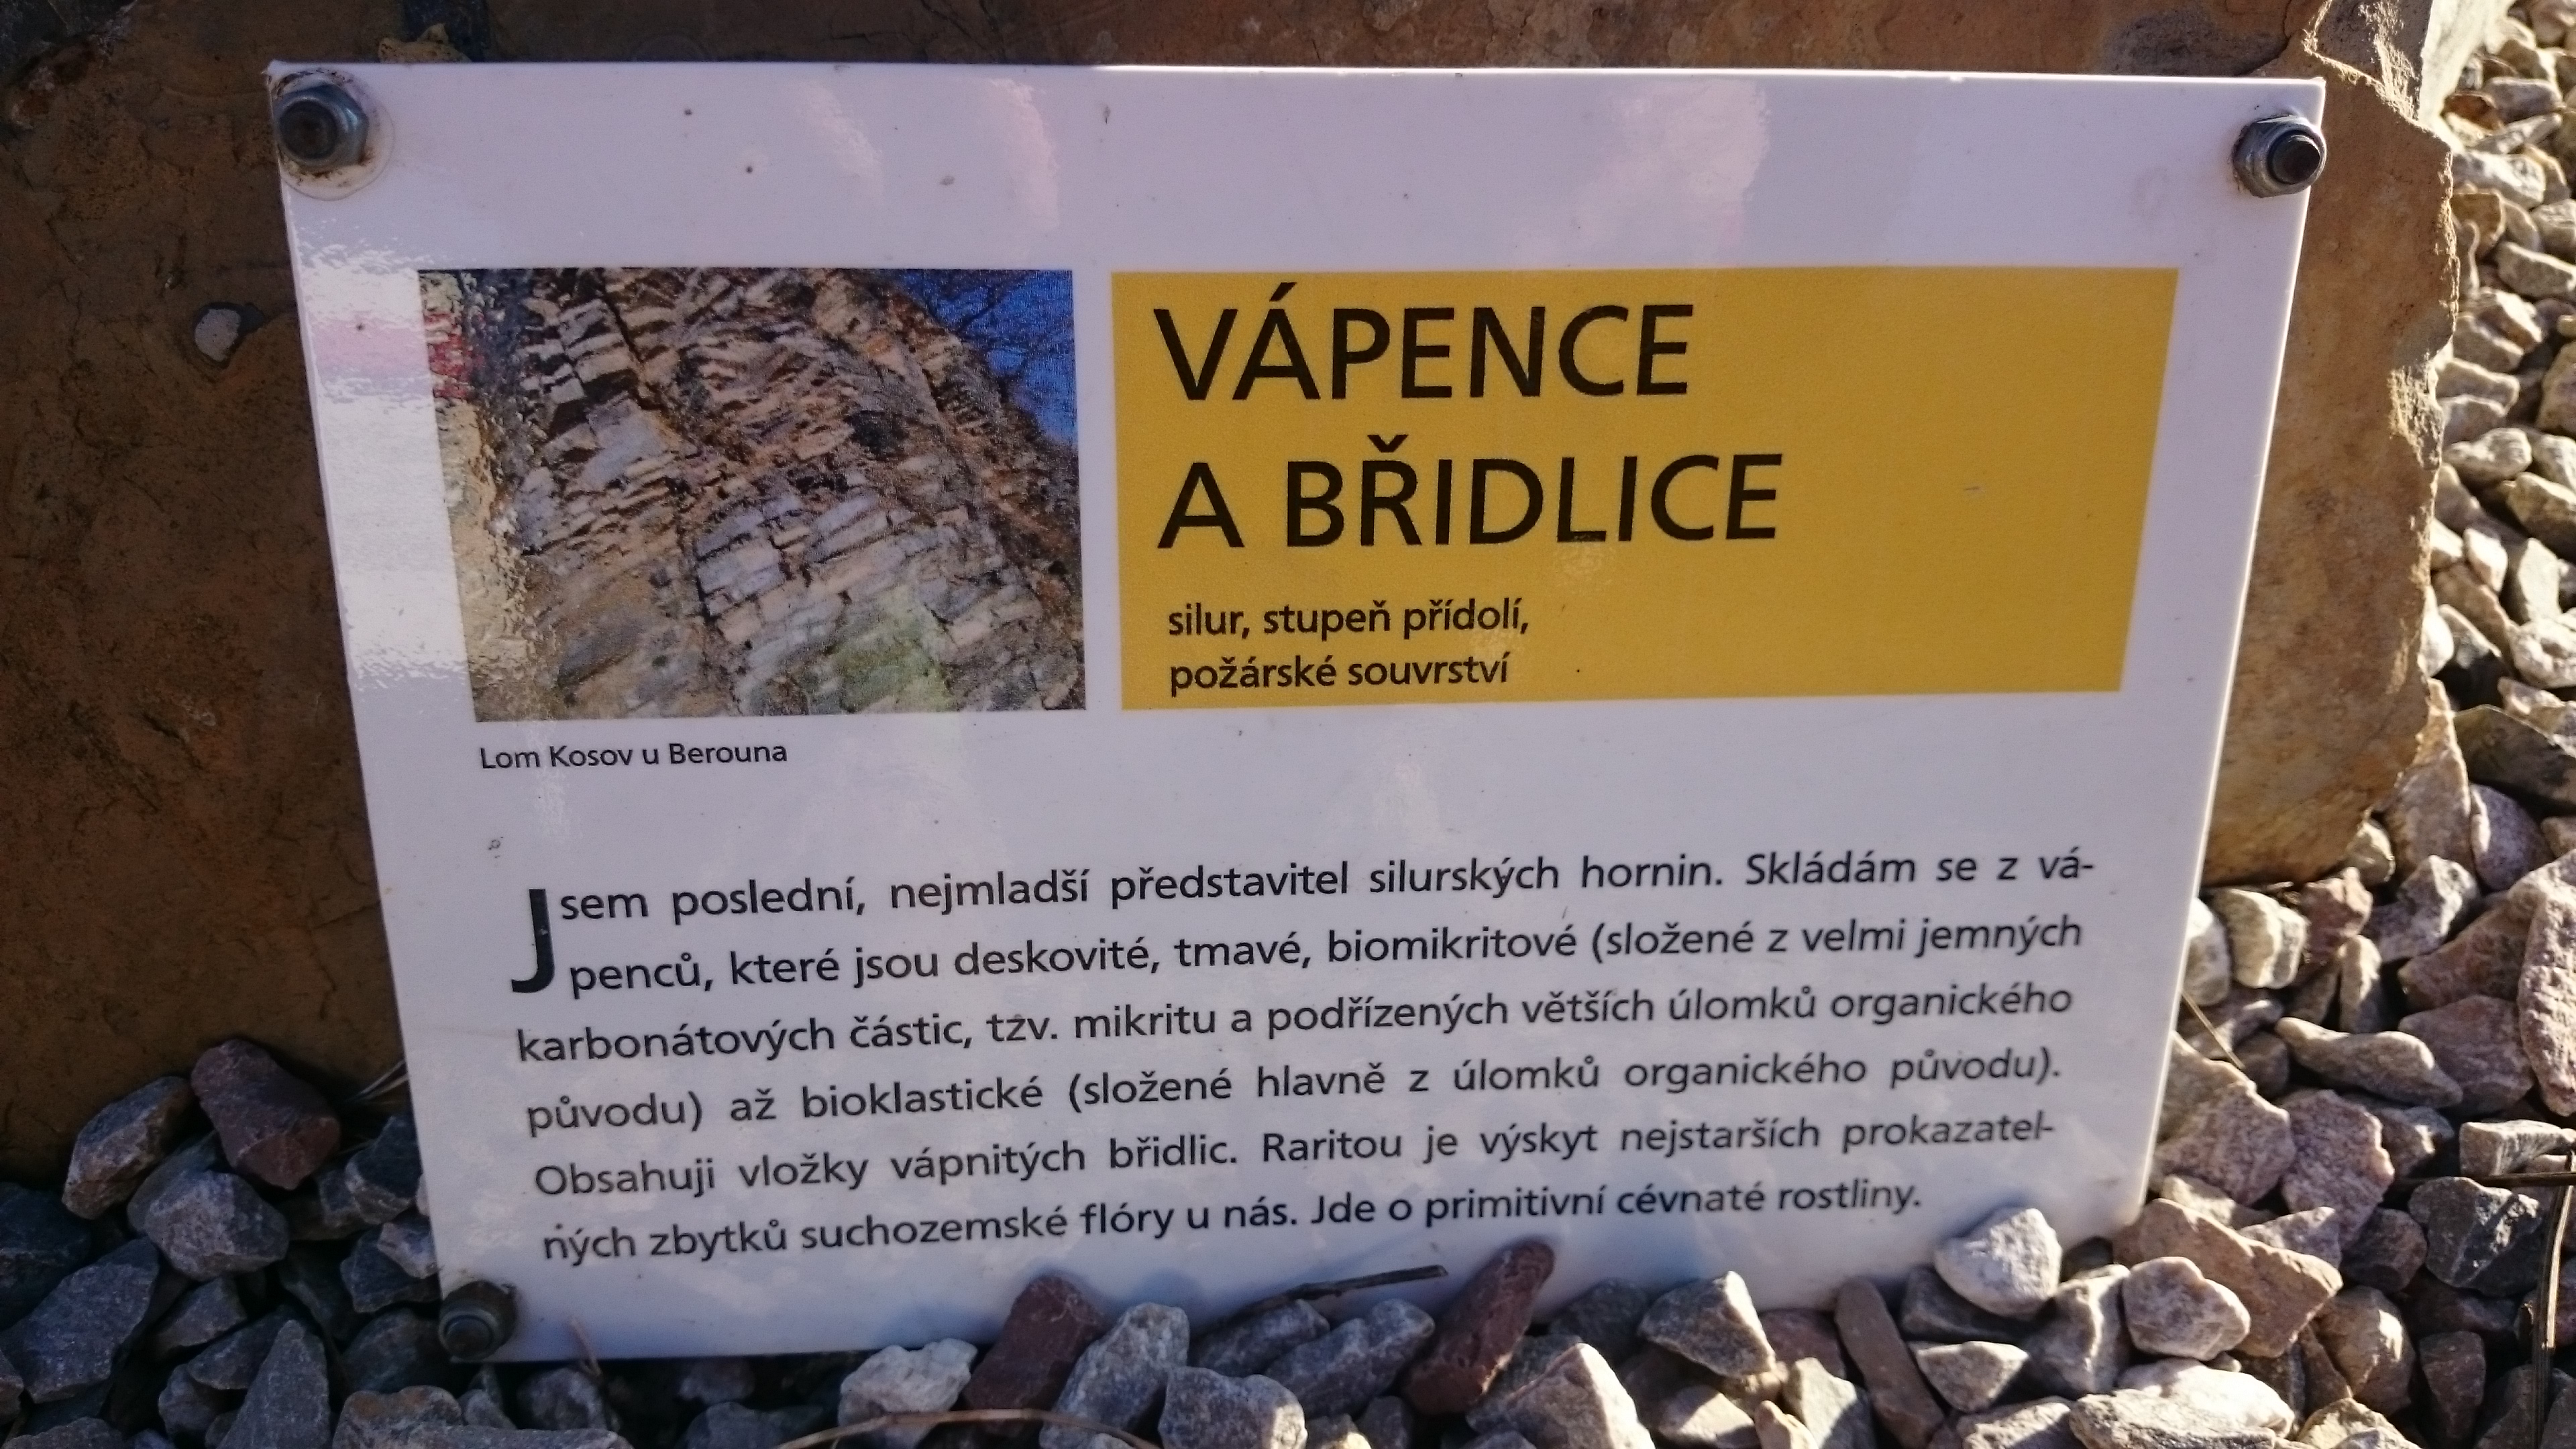 VÁPENCE
A BŘIDLICE
silur, stupeň přídolí,
požárské souvrství
Lom Kosov u Berouna
Jsem poslední, nejmladší představitel silurských hornin. Skládám se z vá-
penců, které jsou deskovité, tmavé, biomikritové (složené z velmi jemných
karbonátových částic, tzv. mikritu a podřízených větších úlomků organického
původu) až bioklastické (složené hlavně z úlomků organického původu).
Obsahuji vložky vápnitých břidlic. Raritou je výskyt nejstarších prokazatel-
ných zbytků suchozemské flóry u nás. Jde o primitivní cévnaté rostliny.